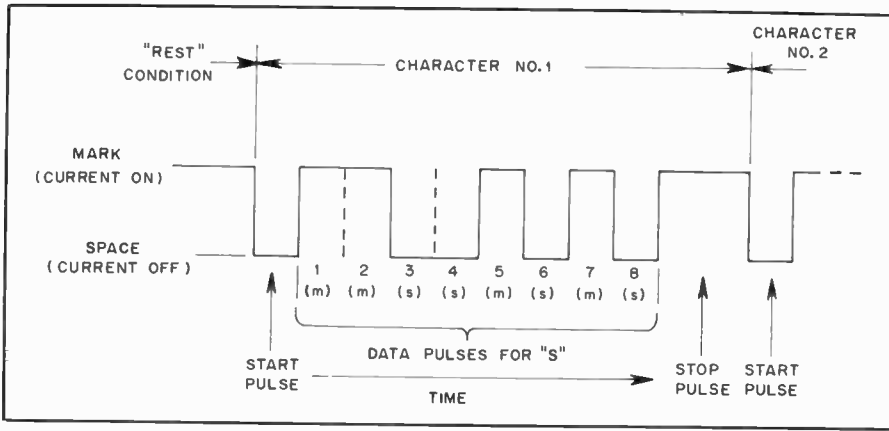 "REST"
CONDITION
CHARACTER NO.1
CHARACTER
NO.2
MARK
(CURRENT ON)
SPACE
(CURRENT OFF)
1 2 3 4 5 6 7 8
(m) (m) (s) (s) (m) (s) (m) (s)
DATA PULSES FOR "S"
START
PULSE
TIME
STOP
PULSE
START
PULSE